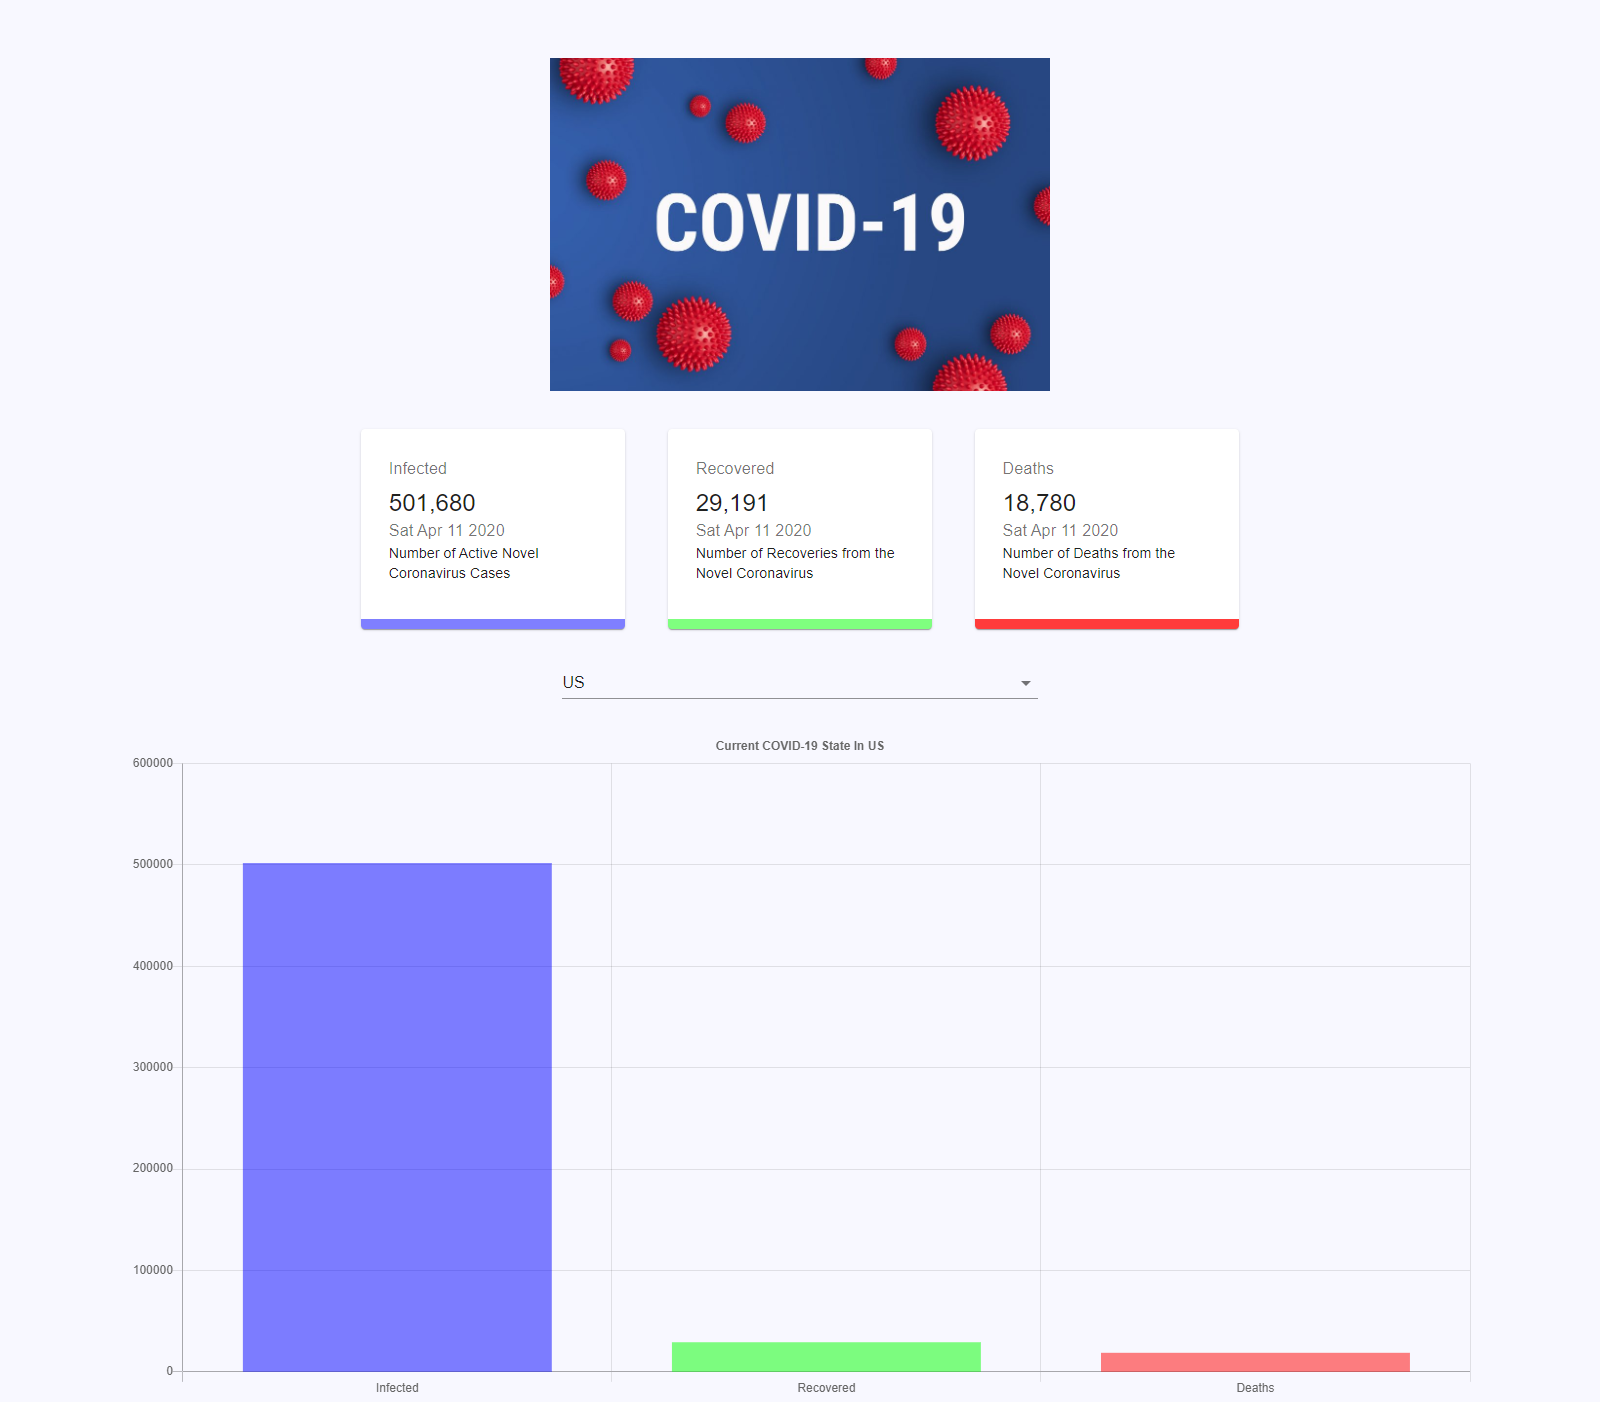 COVID-19
Infected
501,680
Sat Apr 11 2020
Number of Active Novel
Coronavirus Cases
Recovered
29,191
Sat Apr 11 2020
Number of Recoveries from the
Novel Coronavirus
Deaths
18,780
Sat Apr 11 2020
Number of Deaths from the
Novel Coronavirus
US
Current COVID-19 State In US
600000
500000
400000
300000
200000
100000
0
Infected
Recovered
Deaths